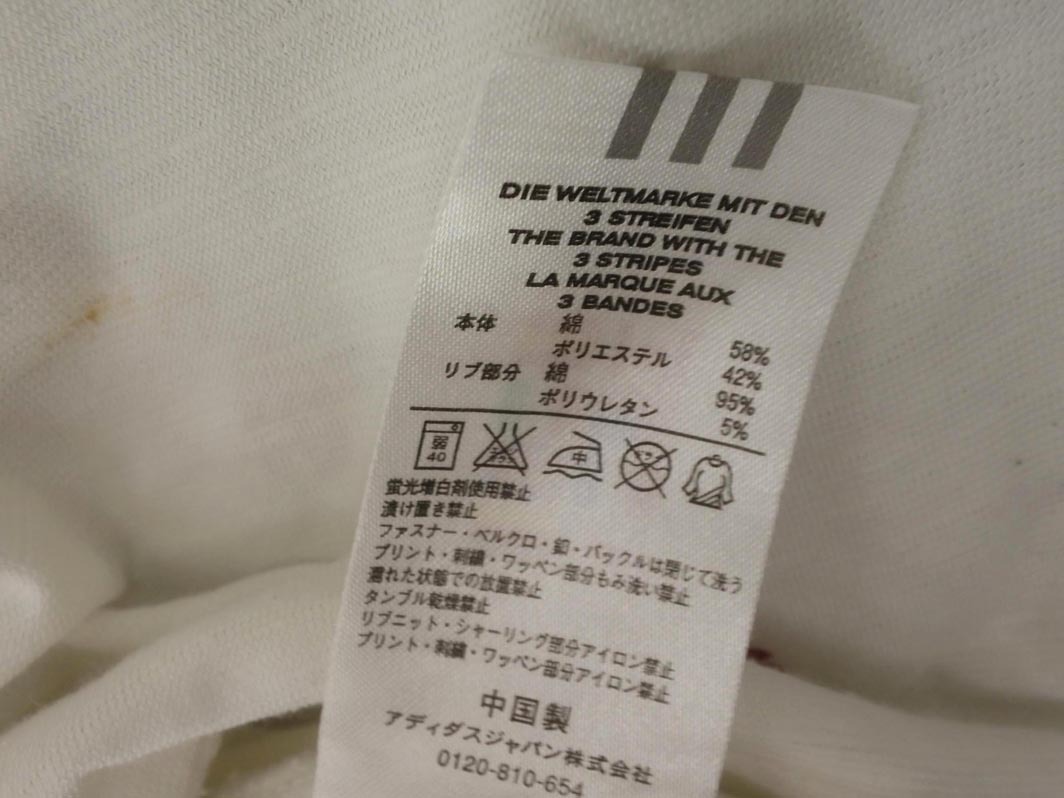 DIE WELTMARKE MIT DEN
3 STREIFEN
THE BRAND WITH THE
3 STRIPES
LA MARQUE AUX
3 BANDES
本体 綿 58%
ポリエステル 42%
リブ部分 綿 95%
ポリウレタン 5%
弱
40
中
蛍光増白剤使用禁止
漬け置き禁止
ファスナー・ベルクロ・釦・バックルは閉じて洗う
プリント・刺繍・ワッペン部分もみ洗い禁止
濡れた状態での放置禁止
タンブル乾燥禁止
リブニット・シャーリング部分アイロン禁止
プリント・刺繍・ワッペン部分アイロン禁止
中国製
アディダスジャパン株式会社
0120-810-654